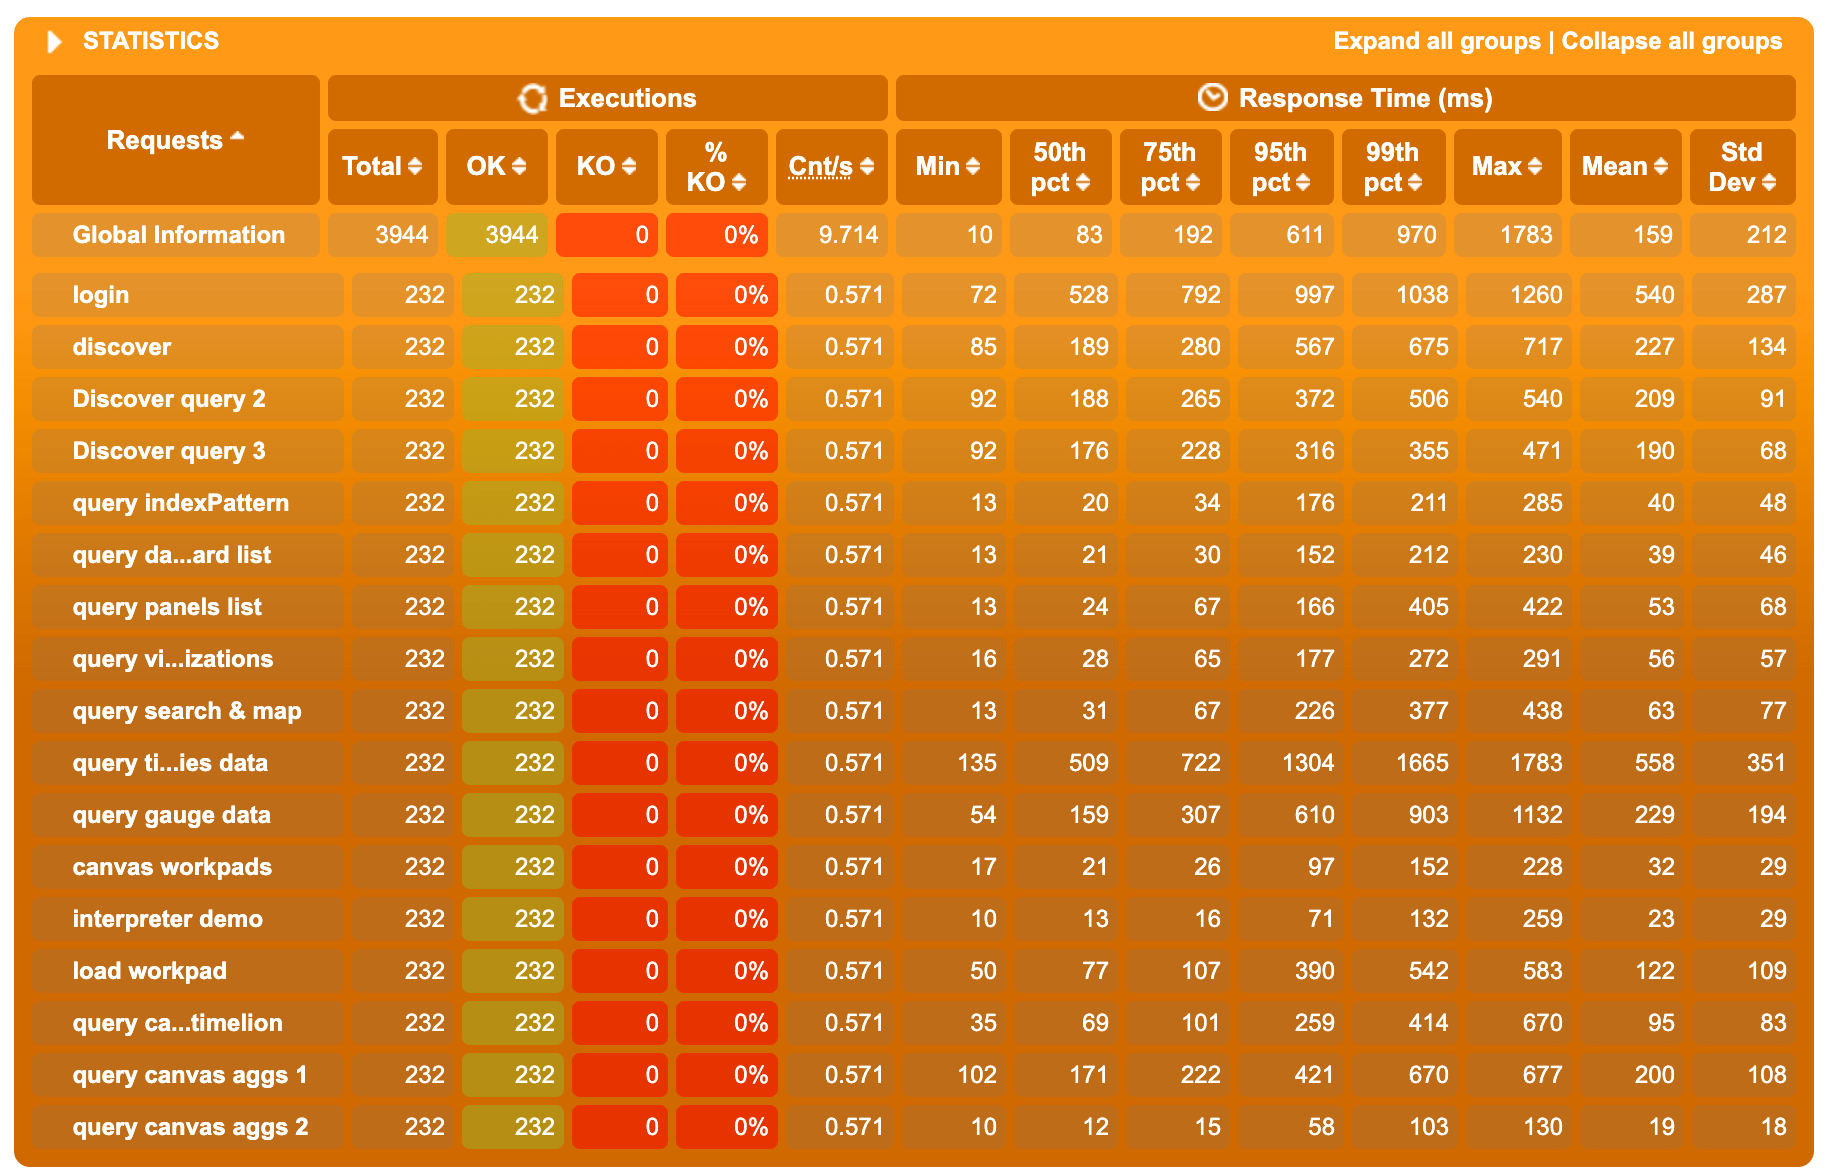 STATISTICS Expand all groups | Collapse all groups
Requests Executions Response Time (ms)
Total OK KO % KO Cnt/s Min 50th pct 75th pct 95th pct 99th pct Max Mean Std Dev
Global Information 3944 3944 0 0% 9.714 10 83 192 611 970 1783 159 212
login 232 232 0 0% 0.571 72 528 792 997 1038 1260 540 287
discover 232 232 0 0% 0.571 85 189 280 567 675 717 227 134
Discover query 2 232 232 0 0% 0.571 92 188 265 372 506 540 209 91
Discover query 3 232 232 0 0% 0.571 92 176 228 316 355 471 190 68
query indexPattern 232 232 0 0% 0.571 13 20 34 176 211 285 40 48
query da...ard list 232 232 0 0% 0.571 13 21 30 152 212 230 39 46
query panels list 232 232 0 0% 0.571 13 24 67 166 405 422 53 68
query vi...izations 232 232 0 0% 0.571 16 28 65 177 272 291 56 57
query search & map 232 232 0 0% 0.571 13 31 67 226 377 438 63 77
query ti...ies data 232 232 0 0% 0.571 135 509 722 1304 1665 1783 558 351
query gauge data 232 232 0 0% 0.571 54 159 307 610 903 1132 229 194
canvas workpads 232 232 0 0% 0.571 17 21 26 97 152 228 32 29
interpreter demo 232 232 0 0% 0.571 10 13 16 71 132 259 23 29
load workpad 232 232 0 0% 0.571 50 77 107 390 542 583 122 109
query ca...timelion 232 232 0 0% 0.571 35 69 101 259 414 670 95 83
query canvas aggs 1 232 232 0 0% 0.571 102 171 222 421 670 677 200 108
query canvas aggs 2 232 232 0 0% 0.571 10 12 15 58 103 130 19 18